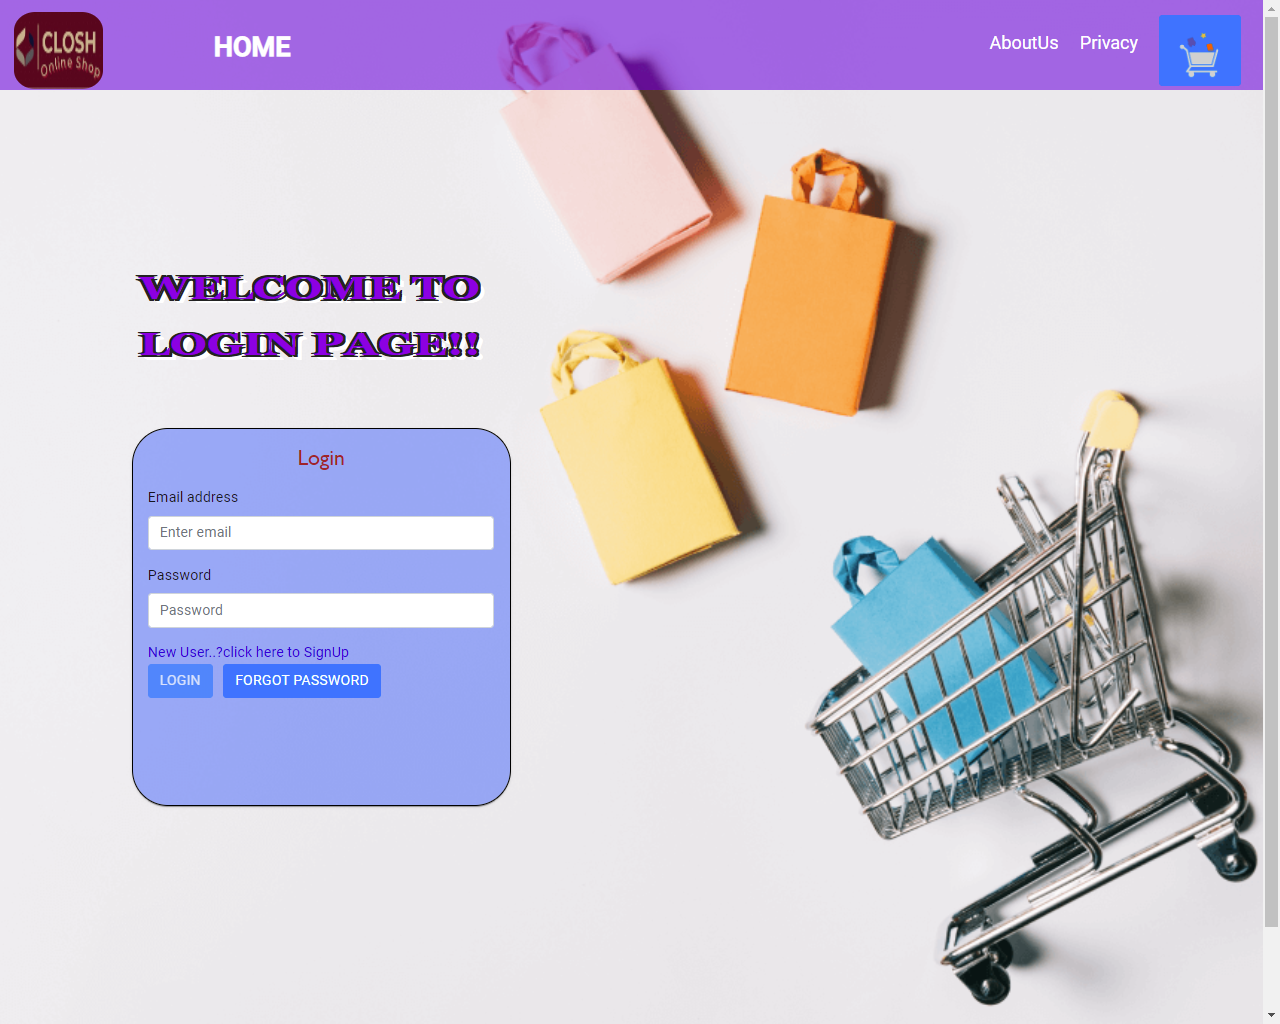 CLOSH
Online Shop
HOME
AboutUs
Privacy
WELCOME TO
LOGIN PAGE!!
Login
Email address
Enter email
Password
Password
New User..?click here to SignUp
LOGIN
FORGOT PASSWORD